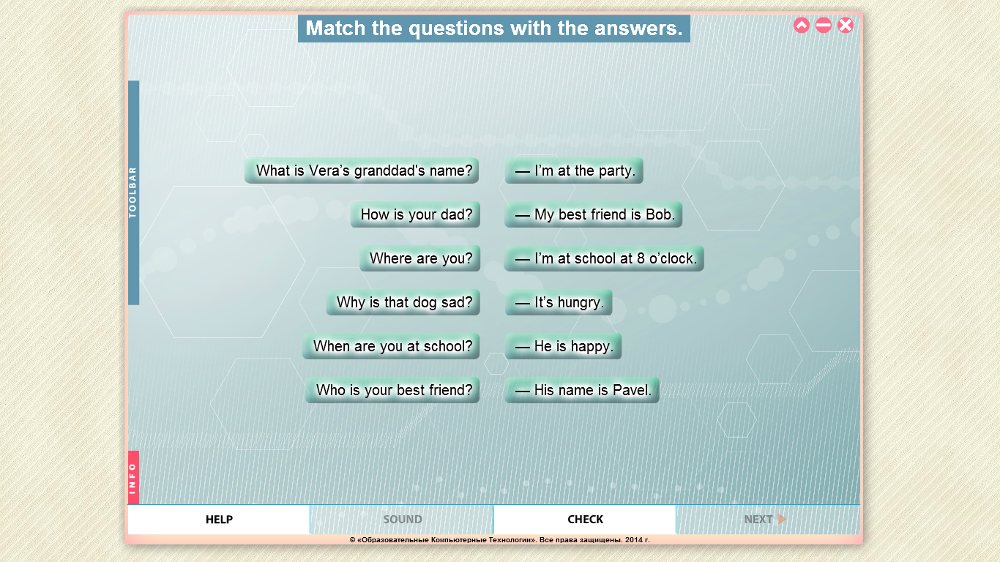 Match the questions with the answers.
TOOLBAR
What is Vera’s granddad's name?
— I’m at the party.
How is your dad?
— My best friend is Bob.
Where are you?
— I’m at school at 8 o’clock.
Why is that dog sad?
— It’s hungry.
When are you at school?
— He is happy.
Who is your best friend?
— His name is Pavel.
INFO
HELP
SOUND
CHECK
NEXT
© «Образовательные Компьютерные Технологии». Все права защищены. 2014 г.